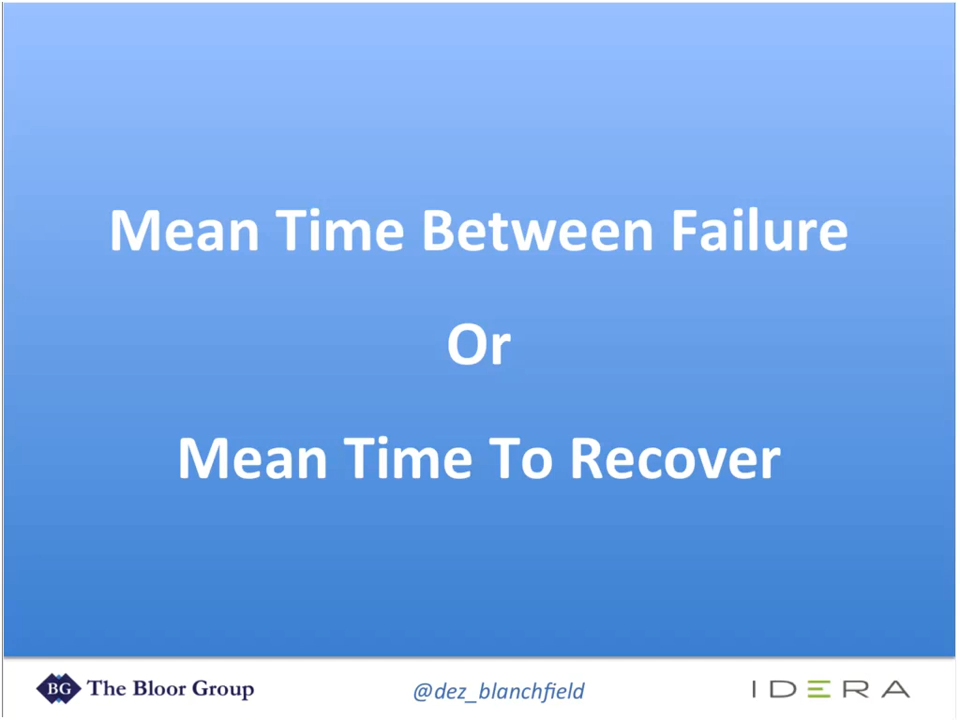 Mean Time Between Failure
Or
Mean Time To Recover
BG The Bloor Group
@dez_blanchfield
IDERA